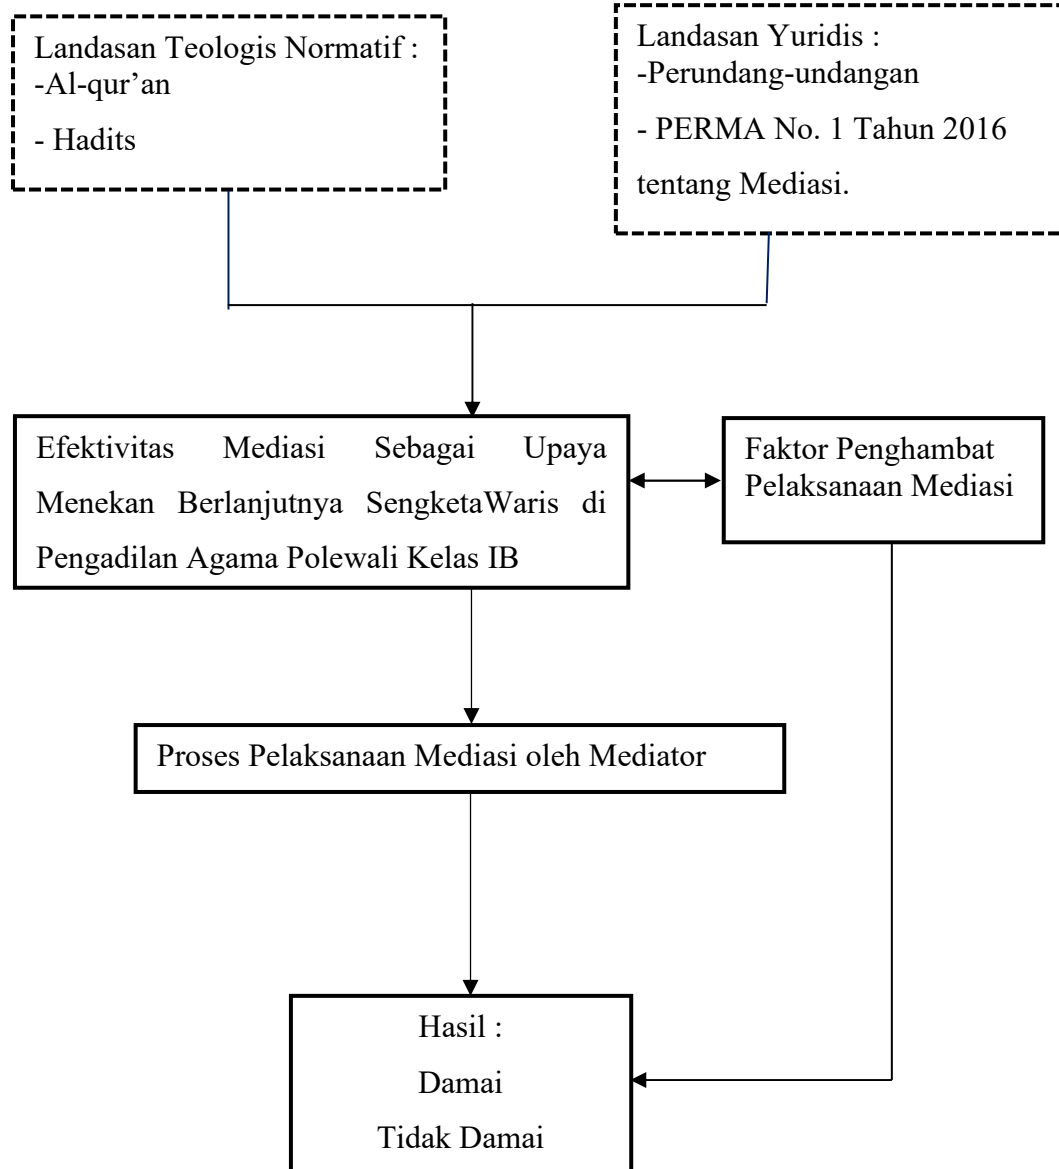 Landasan Teologis Normatif :
-Al-qur’an
- Hadits
Landasan Yuridis :
-Perundang-undangan
- PERMA No. 1 Tahun 2016
tentang Mediasi.
Efektivitas Mediasi Sebagai Upaya
Menekan Berlanjutnya SengketaWaris di
Pengadilan Agama Polewali Kelas IB
Faktor Penghambat
Pelaksanaan Mediasi
Proses Pelaksanaan Mediasi oleh Mediator
Hasil :
Damai
Tidak Damai